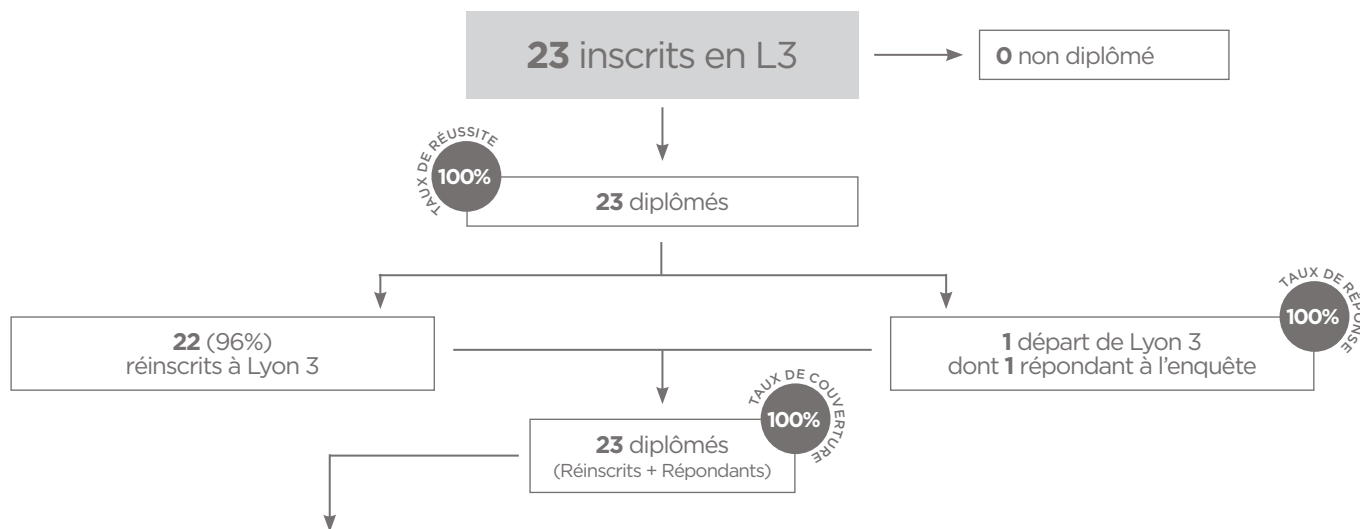 23 inscrits en L3
0 non diplômé
TAUX DE RÉUSSITE
100%
23 diplômés
22 (96%)
réinscrits à Lyon 3
TAUX DE RÉPONSE
100%
1 départ de Lyon 3
dont 1 répondant à l'enquête
TAUX DE COUVERTURE
100%
23 diplômés
(Réinscrits + Répondants)